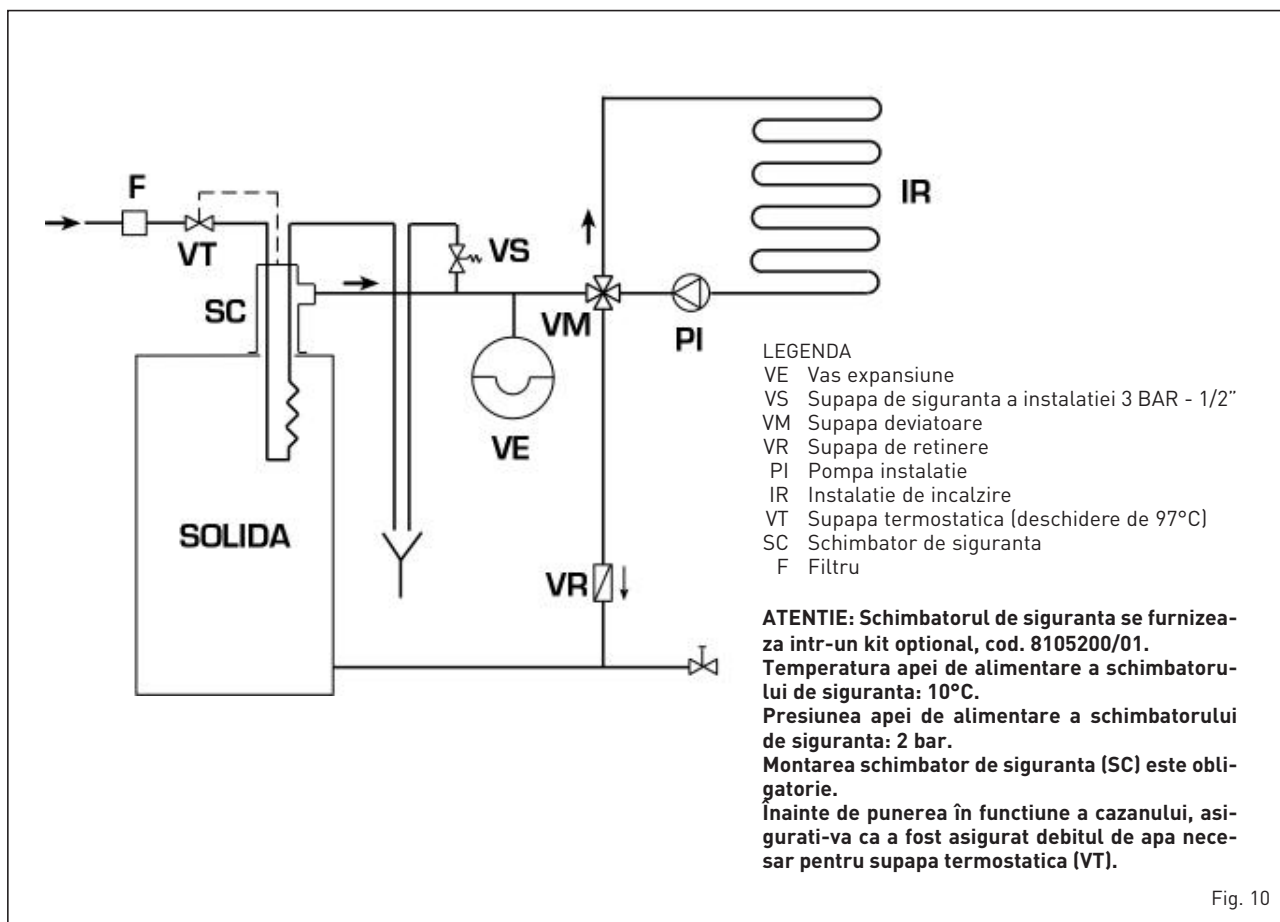 F
VT
SC
VS
VM
PI
IR
VE
SOLIDA
VR
LEGENDA
VE Vas expansiune
VS Supapa de siguranta a instalatiei 3 BAR - 1/2”
VM Supapa deviatoare
VR Supapa de retinere
PI Pompa instalatie
IR Instalatie de incalzire
VT Supapa termostatica (deschidere de 97°C)
SC Schimbator de siguranta
F Filtru
ATENTIE: Schimbatorul de siguranta se furnizea-
za intr-un kit optional, cod. 8105200/01.
Temperatura apei de alimentare a schimbatoru-
lui de siguranta: 10°C.
Presiunea apei de alimentare a schimbatorului
de siguranta: 2 bar.
Montarea schimbator de siguranta (SC) este obli-
gatorie.
Înainte de punerea în functiune a cazanului, asi-
gurati-va ca a fost asigurat debitul de apa nece-
sar pentru supapa termostatica (VT).
Fig. 10